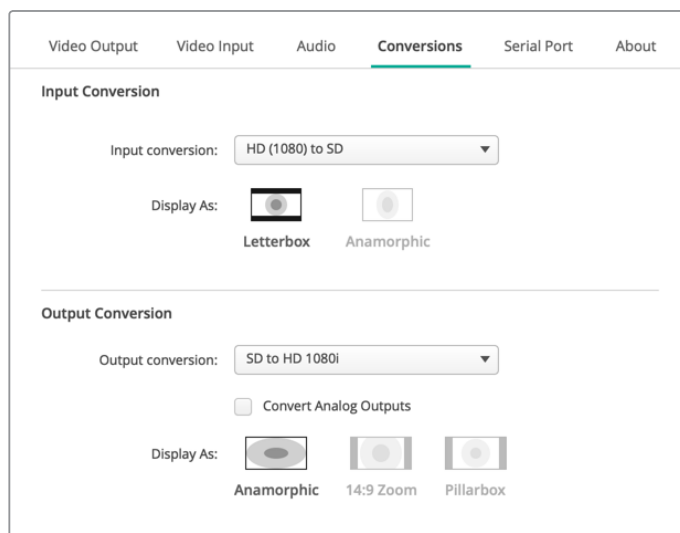 Video Output Video Input Audio Conversions Serial Port About
Input Conversion
Input conversion: HD (1080) to SD
Display As:
Letterbox Anamorphic
Output Conversion
Output conversion: SD to HD 1080i
Convert Analog Outputs
Display As:
Anamorphic 14:9 Zoom Pillarbox